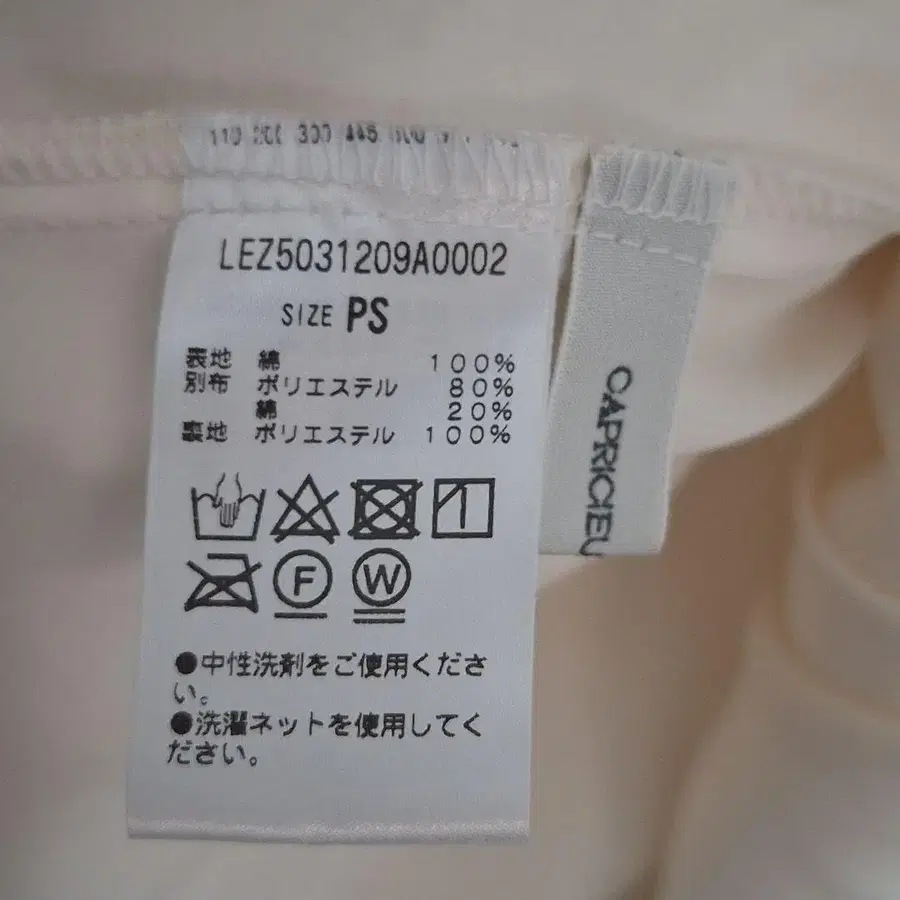 LEZ5031209A0002
SIZE PS
表地 綿 100%
別布 ポリエステル 80%
綿 20%
裏地 ポリエステル 100%
F W
●中性洗剤をご使用くださ
い。
●洗濯ネットを使用してく
ださい。
CAPRICIEU